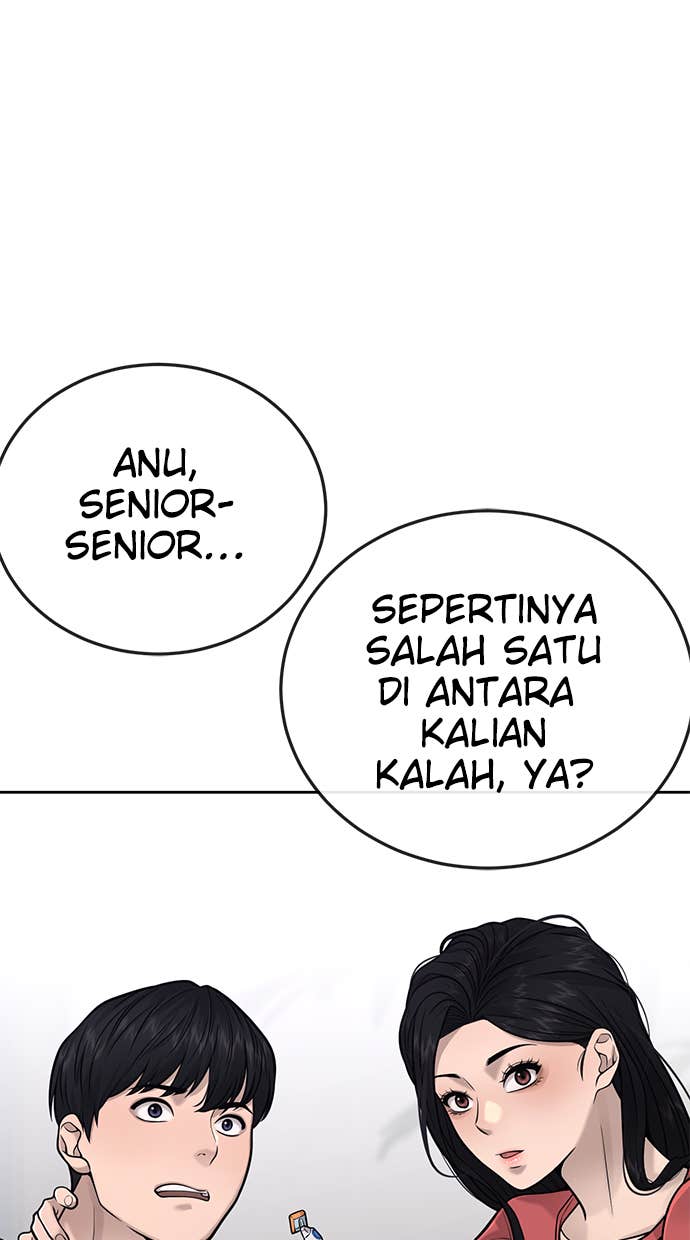 ANU,
SENIOR-
SENIOR...
SEPERTINYA
SALAH SATU
DI ANTARA
KALIAN
KALAH, YA?